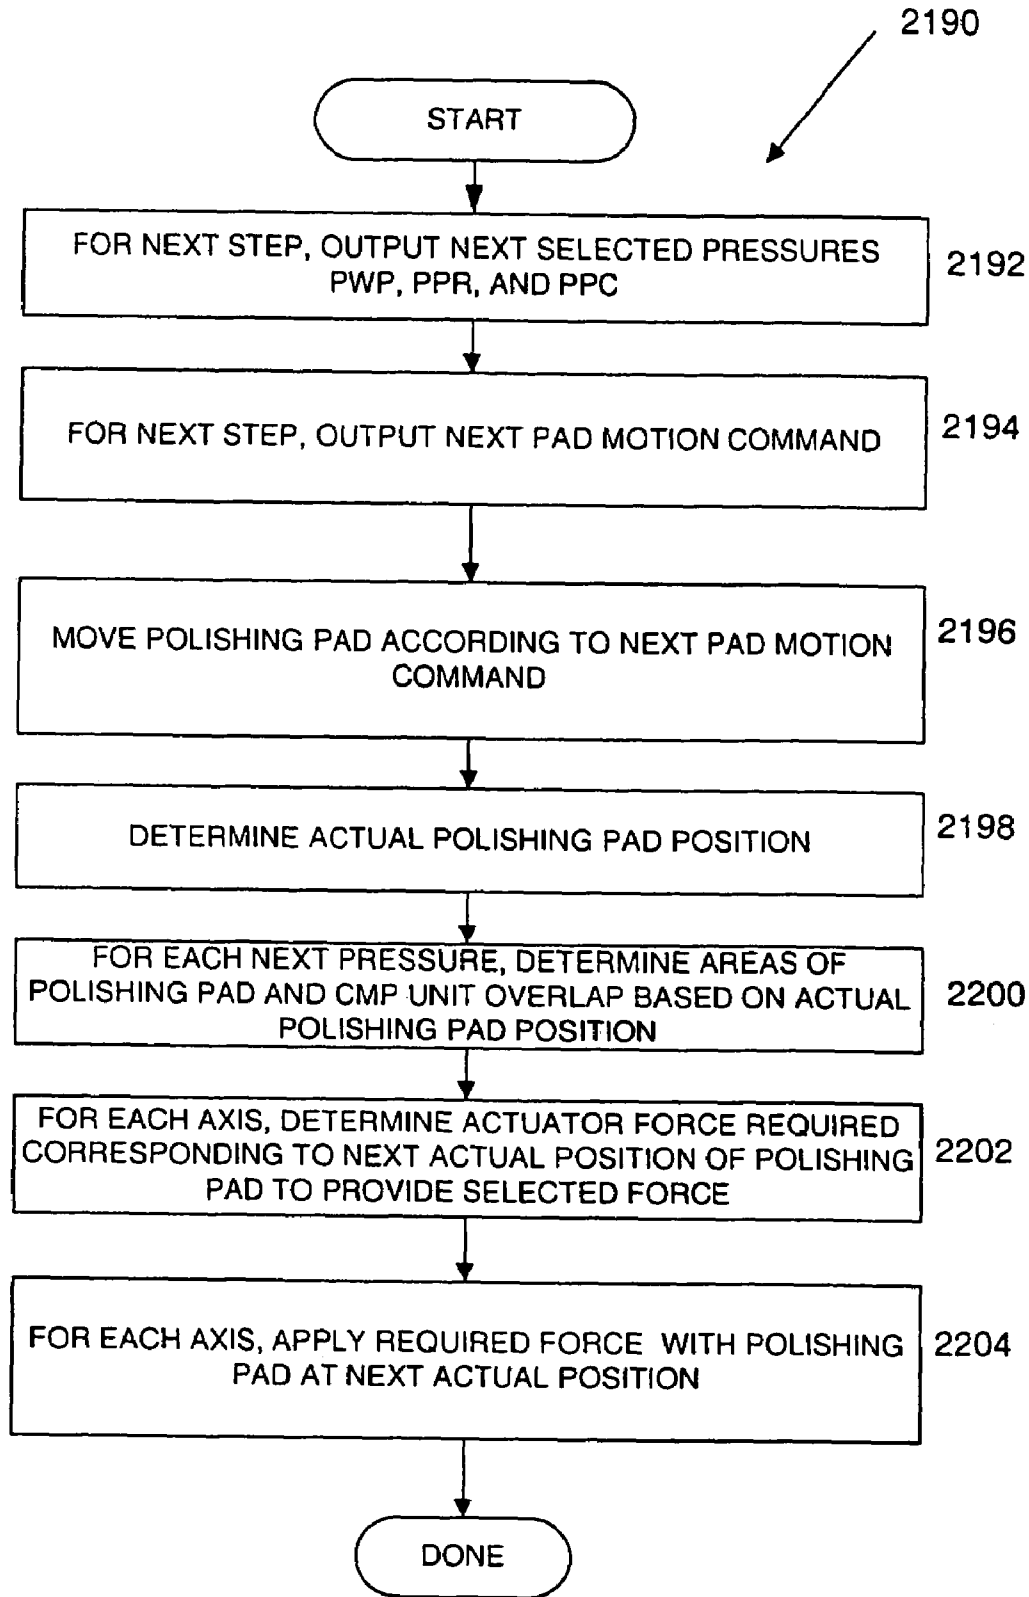 2190
START
FOR NEXT STEP, OUTPUT NEXT SELECTED PRESSURES
PWP, PPR, AND PPC
2192
FOR NEXT STEP, OUTPUT NEXT PAD MOTION COMMAND
2194
MOVE POLISHING PAD ACCORDING TO NEXT PAD MOTION
COMMAND
2196
DETERMINE ACTUAL POLISHING PAD POSITION
2198
FOR EACH NEXT PRESSURE, DETERMINE AREAS OF
POLISHING PAD AND CMP UNIT OVERLAP BASED ON ACTUAL
POLISHING PAD POSITION
2200
FOR EACH AXIS, DETERMINE ACTUATOR FORCE REQUIRED
CORRESPONDING TO NEXT ACTUAL POSITION OF POLISHING
PAD TO PROVIDE SELECTED FORCE
2202
FOR EACH AXIS, APPLY REQUIRED FORCE WITH POLISHING
PAD AT NEXT ACTUAL POSITION
2204
DONE